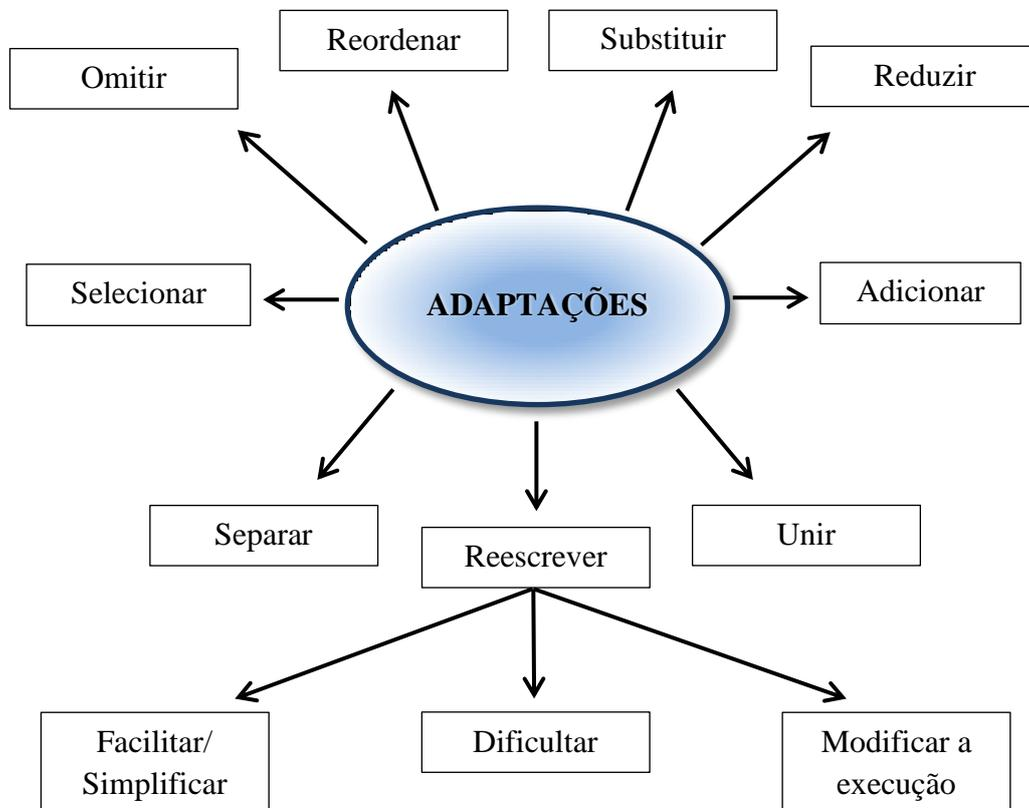 Omitir
Reordenar
Substituir
Reduzir
Selecionar
ADAPTAÇÕES
Adicionar
Separar
Reescrever
Unir
Facilitar/
Simplificar
Dificultar
Modificar a
execução